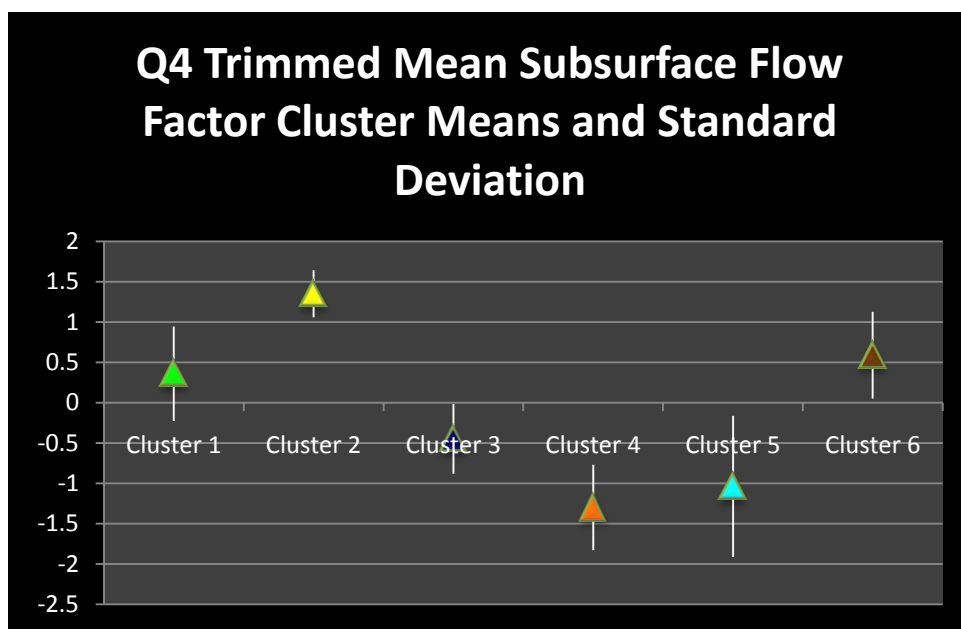 Q4 Trimmed Mean Subsurface Flow
Factor Cluster Means and Standard
Deviation
2
1.5
1
0.5
0
-0.5
-1
-1.5
-2
-2.5
Cluster 1
Cluster 2
Cluster 3
Cluster 4
Cluster 5
Cluster 6